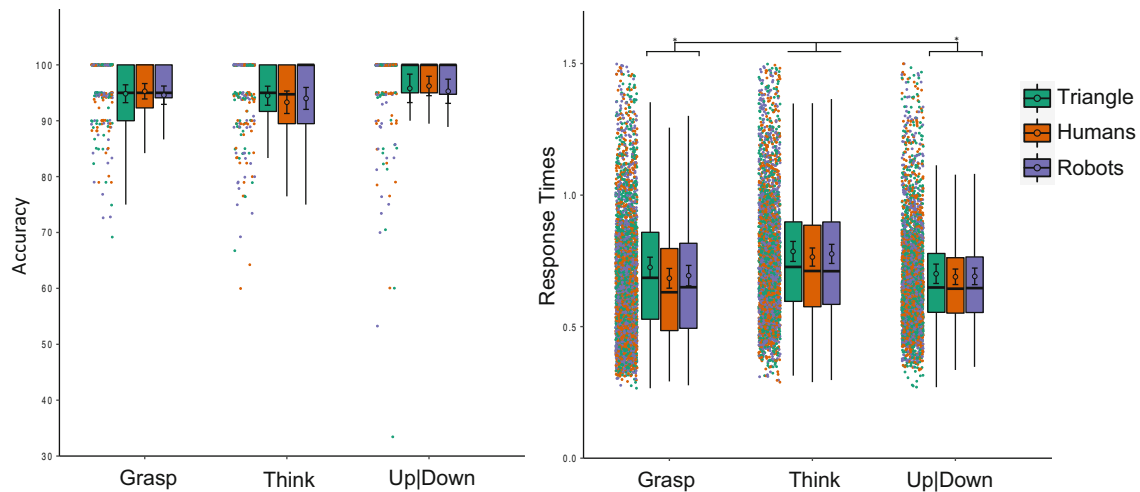 Accuracy
100
90
80
70
60
50
40
30
Grasp
Think
Up|Down
Response Times
1.5
1.0
0.5
0.0
*
*
Grasp
Think
Up|Down
Triangle
Humans
Robots